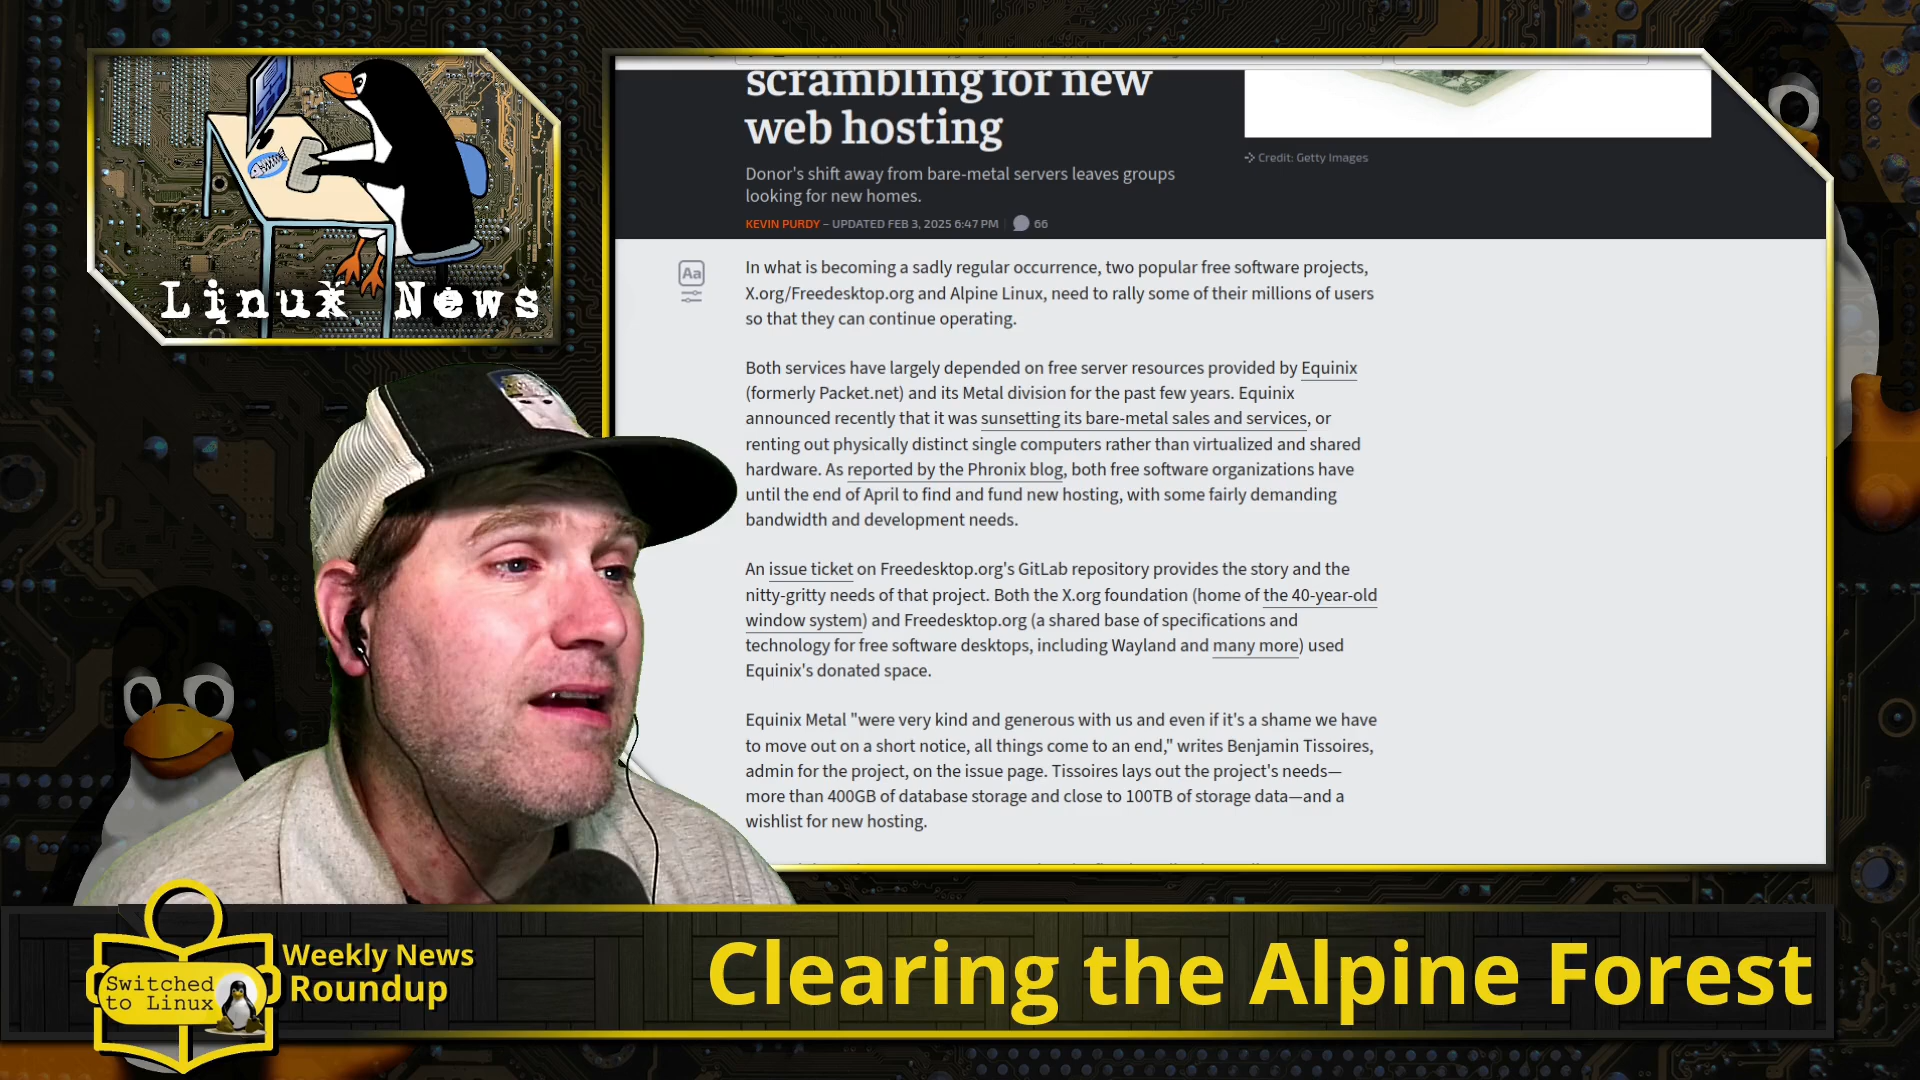 Linux News
scrambling for new
web hosting
Donor's shift away from bare-metal servers leaves groups
looking for new homes.
KEVIN PURDY – UPDATED FEB 3, 2025 6:47 PM | 66
Credit: Getty Images
Aa
In what is becoming a sadly regular occurrence, two popular free software projects,
X.org/Freedesktop.org and Alpine Linux, need to rally some of their millions of users
so that they can continue operating.
Both services have largely depended on free server resources provided by Equinix
(formerly Packet.net) and its Metal division for the past few years. Equinix
announced recently that it was sunsetting its bare-metal sales and services, or
renting out physically distinct single computers rather than virtualized and shared
hardware. As reported by the Phronix blog, both free software organizations have
until the end of April to find and fund new hosting, with some fairly demanding
bandwidth and development needs.
An issue ticket on Freedesktop.org's GitLab repository provides the story and the
nitty-gritty needs of that project. Both the X.org foundation (home of the 40-year-old
window system) and Freedesktop.org (a shared base of specifications and
technology for free software desktops, including Wayland and many more) used
Equinix's donated space.
Equinix Metal "were very kind and generous with us and even if it's a shame we have
to move out on a short notice, all things come to an end," writes Benjamin Tissoires,
admin for the project, on the issue page. Tissoires lays out the project's needs—
more than 400GB of database storage and close to 100TB of storage data—and a
wishlist for new hosting.
Switched
to Linux
Weekly News
Roundup
Clearing the Alpine Forest